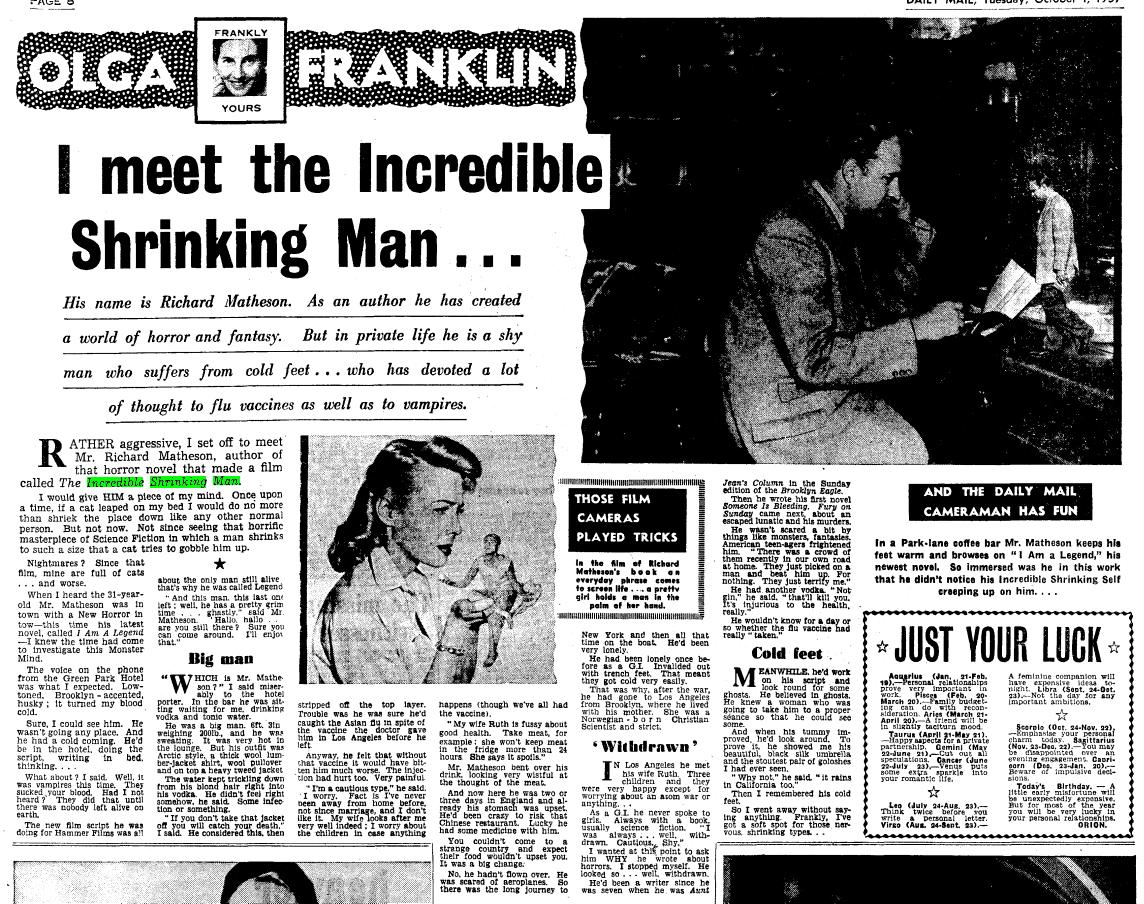 PAGE 8
DAILY MAIL, Tuesday, October 1, 1957
OLGA
FRANKLY
YOURS
FRANKLIN
I meet the Incredible
Shrinking Man . . .
His name is Richard Matheson. As an author he has created
a world of horror and fantasy. But in private life he is a shy
man who suffers from cold feet . . . who has devoted a lot
of thought to flu vaccines as well as to vampires.
RATHER aggressive, I set off to meet
Mr. Richard Matheson, author of
that horror novel that made a film
called The Incredible Shrinking Man.
I would give HIM a piece of my mind. Once upon
a time, if a cat leaped on my bed I would do no more
than shriek the place down like any other normal
person. But not now. Not since seeing that horrific
masterpiece of Science Fiction in which a man shrinks
to such a size that a cat tries to gobble him up.
Nightmares? Since that
film, mine are full of cats
. . . and worse.
When I heard the 31-year-
old Mr. Matheson was in
town with a New Horror in
tow—this time his latest
novel, called I Am A Legend
—I knew the time had come
to investigate this Monster
Mind.
The voice on the phone
from the Green Park Hotel
was what I expected. Low-
toned, Brooklyn-accented,
husky; it turned my blood
cold.
Sure, I could see him. He
wasn't going any place. And
he had a cold coming. He'd
be in the hotel, doing the
script, writing in bed,
thinking. . . .
What about? I said. Well, it
was vampires this time. They
sucked your blood. Had I not
heard? They did that until
there was nobody left alive on
earth.
The new film script he was
doing for Hammer Films was all
about the only man still alive
that's why he was called Legend
"And this man, this last one
left; well, he has a pretty grim
time . . . ghastly," said Mr.
Matheson. "Hallo, hallo . .
are you still there? Sure you
can come around. I'll enjoy
that."
Big man
"WHICH is Mr. Mathe-
son?" I said miser-
ably to the hotel
porter. In the bar he was sit-
ting waiting for me, drinking
vodka and tonic water.
He was a big man, 6ft. 3in
weighing 200lb., and he was
sweating. It was very hot in
the lounge. But his outfit was
Arctic style, a thick wool lum-
ber-jacket shirt, wool pullover
and on top a heavy tweed jacket
The water kept trickling down
from his blond hair right into
his vodka. He didn't feel right
somehow, he said. Some infec-
tion or something.
"If you don't take that jacket
off you will catch your death,"
I said. He considered this, then
stripped off the top layer.
Trouble was he was sure he'd
caught the Asian flu in spite of
the vaccine the doctor gave
him in Los Angeles before he
left.
Anyway, he felt that without
that vaccine it would have bit-
ten him much worse. The injec-
tion had hurt too. Very painful.
"I'm a cautious type," he said.
"I worry. Fact is I've never
been away from home before,
not since marriage, and I don't
like it. My wife looks after me
very well indeed; I worry about
the children in case anything
happens (though we've all had
the vaccine).
"My wife Ruth is fussy about
good health. Take meat, for
example; she won't keep meat
in the fridge more than 24
hours. She says it spoils."
Mr. Matheson bent over his
drink, looking very wistful at
the thought of the meat.
And now here he was two or
three days in England and al-
ready his stomach was upset.
He'd been crazy to risk that
Chinese restaurant. Lucky he
had some medicine with him.
You couldn't come to a
strange country and expect
their food wouldn't upset you.
It was a big change.
No, he hadn't flown over. He
was scared of aeroplanes. So
there was the long journey to
THOSE FILM
CAMERAS
PLAYED TRICKS
In the film of Richard
Matheson's book an
everyday phrase comes
to screen life . . . a pretty
girl holds a man in the
palm of her hand.
New York and then all that
time on the boat. He'd been
very lonely.
He had been lonely once be-
fore as a G.I. Invalided out
with trench feet. That meant
they got cold very easily.
That was why, after the war,
he had gone to Los Angeles
from Brooklyn, where he lived
with his mother. She was a
Norwegian-born Christian
Scientist and strict.
'Withdrawn'
IN Los Angeles he met
his wife Ruth. Three
children and they
were very happy except for
worrying about an atom war or
anything. . .
As a G.I. he never spoke to
girls. Always with a book,
usually science fiction. "I
was always . . . well, with-
drawn. Cautious. Shy."
I wanted at this point to ask
him WHY he wrote about
horrors. I stopped myself. He
looked so . . . well, withdrawn.
He'd been a writer since he
was seven when he was Aunt
Jean's Column in the Sunday
edition of the Brooklyn Eagle.
Then he wrote his first novel
Someone Is Bleeding. Fury on
Sunday came next, about an
escaped lunatic and his murders.
He wasn't scared a bit by
things like monsters, fantasies.
American teen-agers frightened
him. "There was a crowd of
them recently in our own road
at home. They just picked on a
man and beat him up. For
nothing. They just terrify me."
He had another vodka. "Not
gin," he said, "that'll kill you.
It's injurious to the health,
really."
He wouldn't know for a day or
so whether the flu vaccine had
really "taken."
Cold feet
MEANWHILE, he'd work
on his script and
look round for some
ghosts. He believed in ghosts.
He knew a woman who was
going to take him to a proper
séance so that he could see
some.
And when his tummy im-
proved, he'd look around. To
prove it, he showed me his
beautiful black silk umbrella
and the stoutest pair of goloshes
I had ever seen.
"Why not," he said, "it rains
in California too."
Then I remembered his cold
feet.
So I went away without say-
ing anything. Frankly, I've
got a soft spot for those ner-
vous, shrinking types. . .
AND THE DAILY MAIL
CAMERAMAN HAS FUN
In a Park-lane coffee bar Mr. Matheson keeps his
feet warm and browses on "I Am a Legend," his
newest novel. So immersed was he in this work
that he didn't notice his Incredible Shrinking Self
creeping up on him. . . .
JUST YOUR LUCK
Aquarius (Jan. 21-Feb.
19).—Personal relationships
prove very important in
work. Pisces (Feb. 20-
March 20).—Family budget-
ing can do with recon-
sideration. Aries (March 21-
April 20).—A friend will be
in slightly taciturn mood.
Taurus (April 21-May 21).
—Happy aspects for a private
partnership. Gemini (May
22-June 21).—Cut out all
speculations. Cancer (June
22-July 23).—Venus puts
some extra sparkle into
your romantic life.
Leo (July 24-Aug. 23).—
Think twice before you
write a personal letter.
Virgo (Aug. 24-Sept. 23).—
A feminine companion will
have expensive ideas to-
night. Libra (Sept. 24-Oct.
23).—Not the day for any
important ambitions.
Scorpio (Oct. 24-Nov. 22).
—Emphasise your personal
charm today. Sagittarius
(Nov. 23-Dec. 22).—You may
be disappointed over an
evening engagement. Capri-
corn (Dec. 23-Jan. 20).—
Beware of impulsive deci-
sions.
Today's Birthday. — A
little early misfortune will
be unexpectedly expensive.
But for most of the year
you will be very lucky in
your personal relationships.
ORION.